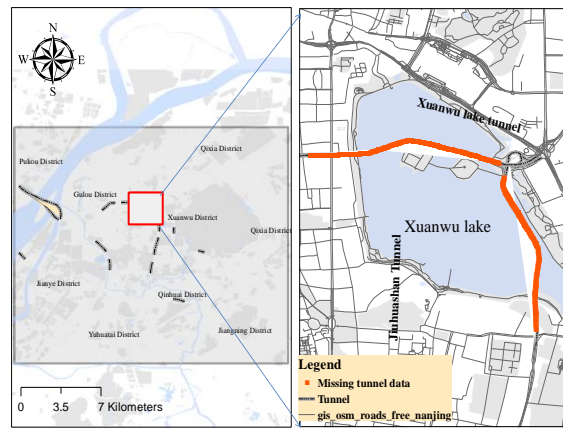 N
W
E
S
Pukou District
Qixia District
Gulou District
Xuanwu District
Qixia District
Jianye District
Qinhuai District
Yuhuatai District
Jiangning District
0
3.5
7 Kilometers
Xuanwu lake tunnel
Xuanwu lake
Jiuhuashan Tunnel
Legend
Missing tunnel data
Tunnel
gis_osm_roads_free_nanjing